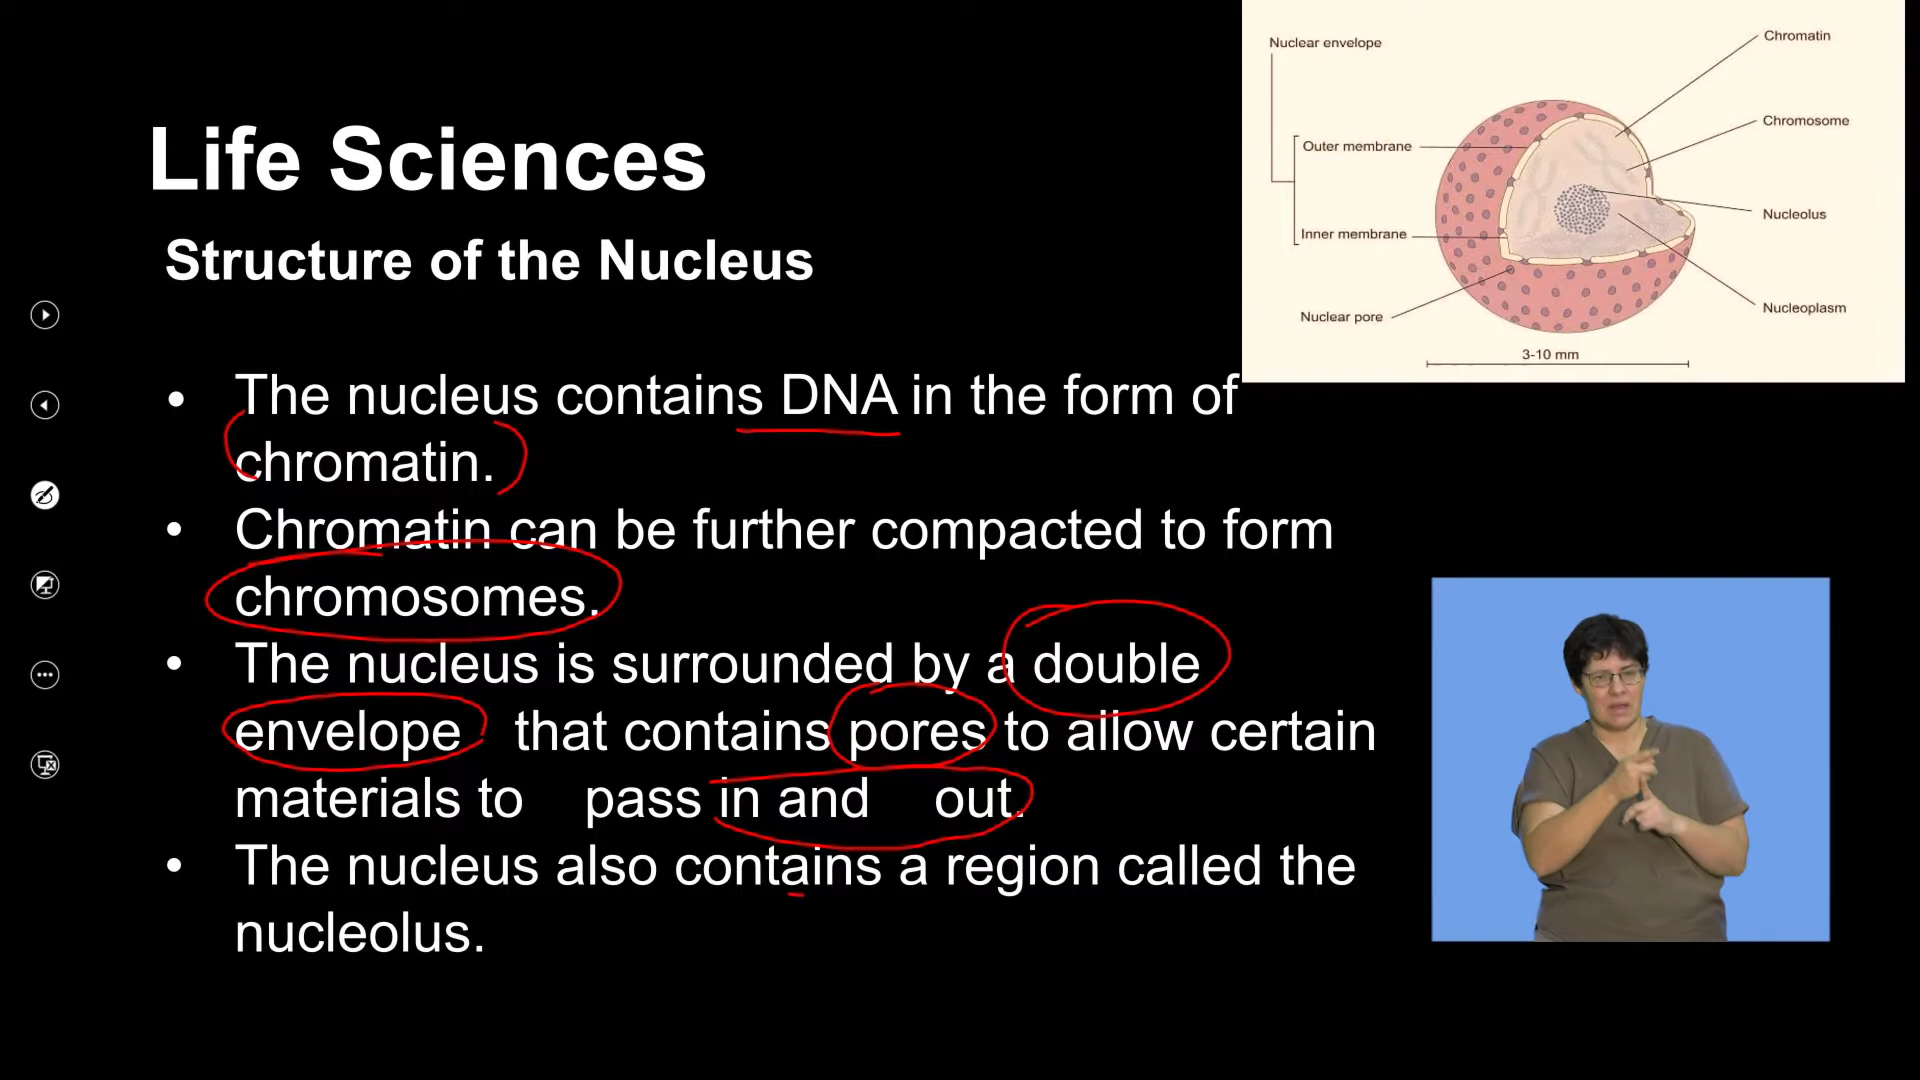 Life Sciences
Structure of the Nucleus
• The nucleus contains DNA in the form of
chromatin.
• Chromatin can be further compacted to form
chromosomes.
• The nucleus is surrounded by a double
envelope that contains pores to allow certain
materials to pass in and out.
• The nucleus also contains a region called the
nucleolus.
Nuclear envelope
Outer membrane
Inner membrane
Nuclear pore
Chromatin
Chromosome
Nucleolus
Nucleoplasm
3-10 mm